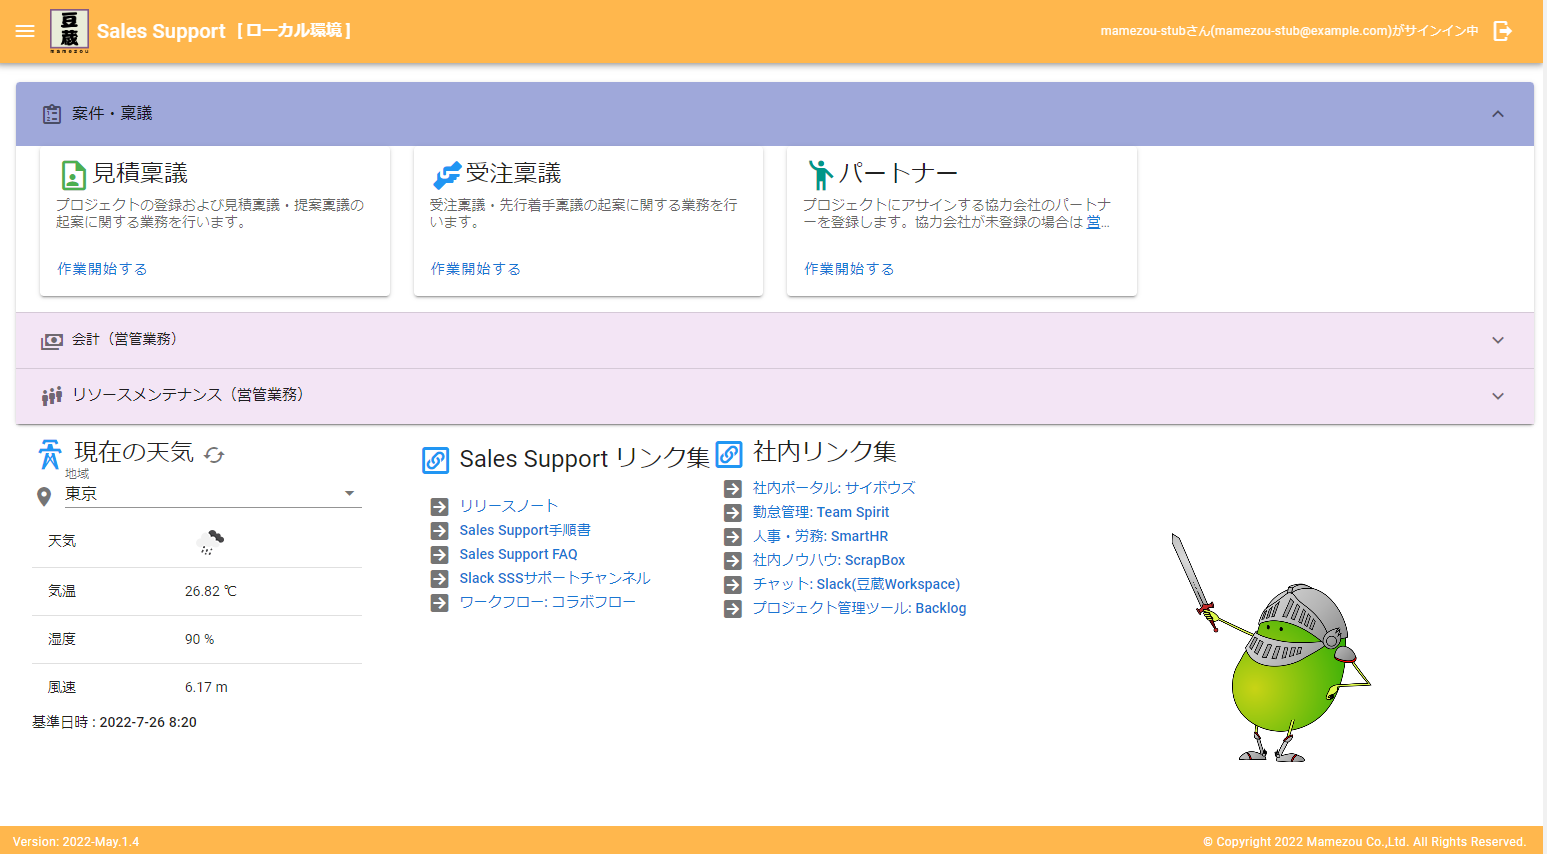 豆蔵
mamezou
Sales Support [ ローカル環境 ]
mamezou-stubさん(mamezou-stub@example.com)がサインイン中
案件・稟議
見積稟議
プロジェクトの登録および見積稟議・提案稟議の
起案に関する業務を行います。
作業開始する
受注稟議
受注稟議・先行着手稟議の起案に関する業務を行
います。
作業開始する
パートナー
プロジェクトにアサインする協力会社のパートナ
ーを登録します。協力会社が未登録の場合は 営...
作業開始する
会計（営管業務）
リソースメンテナンス（営管業務）
現在の天気
地域
東京
天気
気温 26.82 ℃
湿度 90 %
風速 6.17 m
基準日時 : 2022-7-26 8:20
Sales Support リンク集
リリースノート
Sales Support手順書
Sales Support FAQ
Slack SSSサポートチャンネル
ワークフロー: コラボフロー
社内リンク集
社内ポータル: サイボウズ
勤怠管理: Team Spirit
人事・労務: SmartHR
社内ノウハウ: ScrapBox
チャット: Slack(豆蔵Workspace)
プロジェクト管理ツール: Backlog
Version: 2022-May.1.4
© Copyright 2022 Mamezou Co.,Ltd. All Rights Reserved.